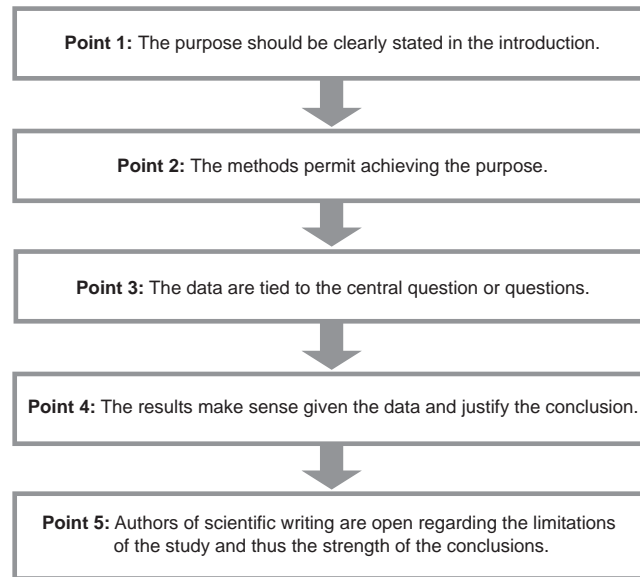 Point 1: The purpose should be clearly stated in the introduction.
Point 2: The methods permit achieving the purpose.
Point 3: The data are tied to the central question or questions.
Point 4: The results make sense given the data and justify the conclusion.
Point 5: Authors of scientific writing are open regarding the limitations
of the study and thus the strength of the conclusions.